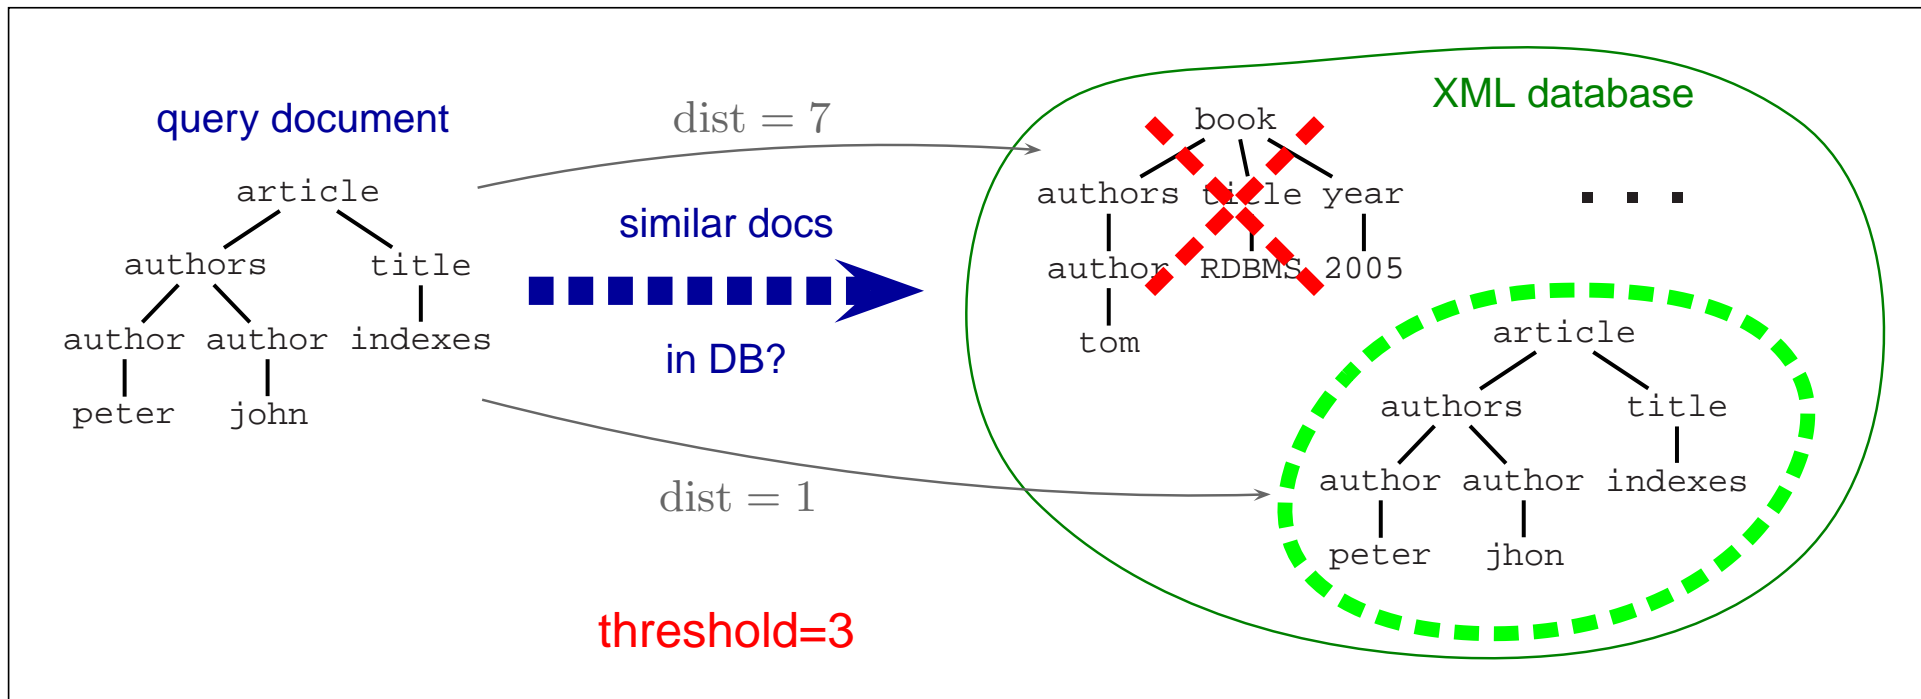 query document
article
authors title
author author indexes
peter john
dist = 7
similar docs
in DB?
dist = 1
threshold=3
XML database
book
authors title year
author RDBMS 2005
tom
. . .
article
authors title
author author indexes
peter jhon